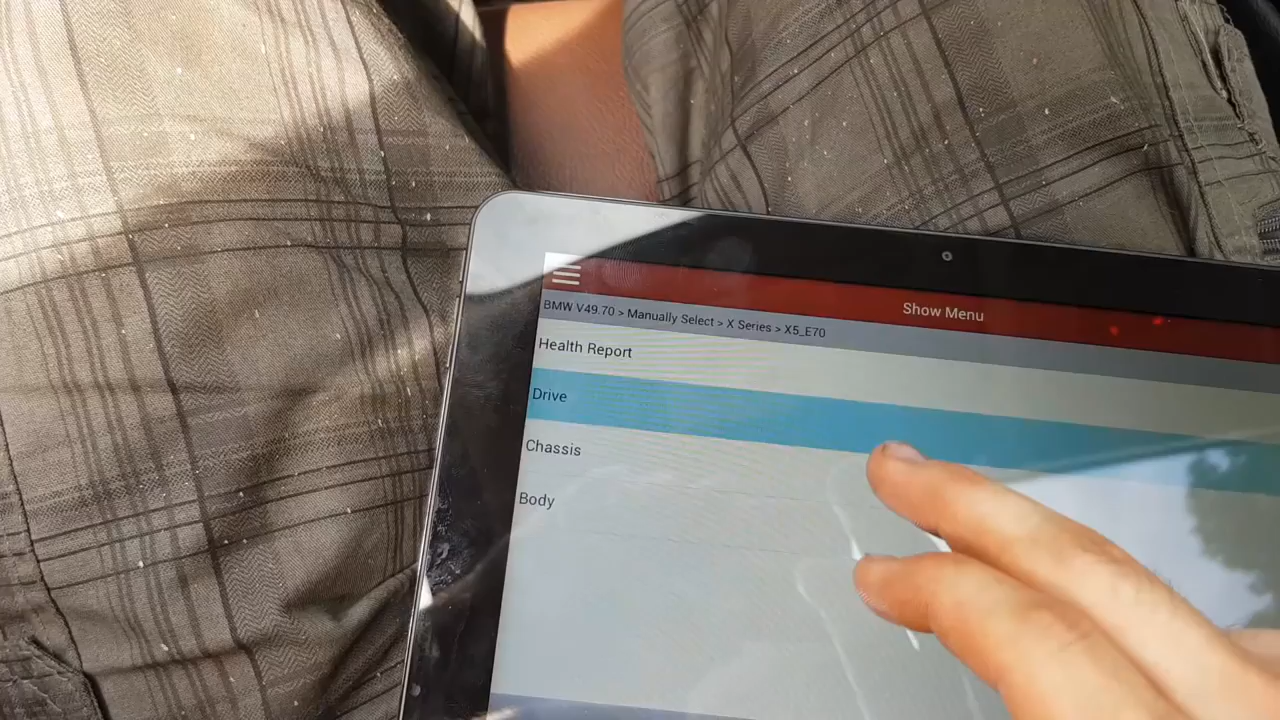 Show Menu
BMW V49.70 > Manually Select > X Series > X5_E70
Health Report
Drive
Chassis
Body